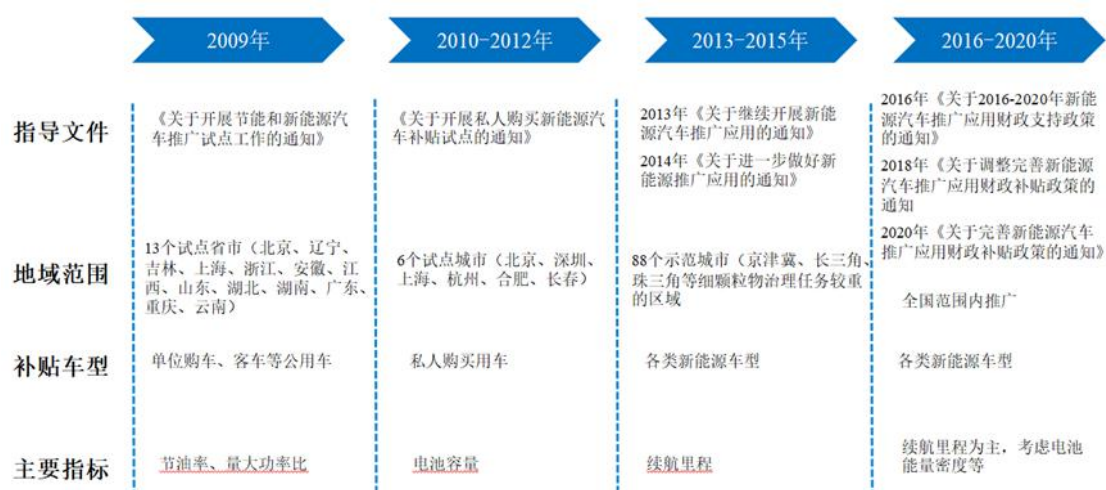 2009年
2010-2012年
2013-2015年
2016-2020年
指导文件
《关于开展节能和新能源汽
车推广试点工作的通知》
《关于开展私人购买新能源汽
车补贴试点的通知》
2013年《关于继续开展新能
源汽车推广应用的通知》
2014年《关于进一步做好新
能源推广应用的通知》
2016年《关于2016-2020年新能
源汽车推广应用财政支持政策
的通知》
2018年《关于调整完善新能源
汽车推广应用财政补贴政策的
通知
2020年《关于完善新能源汽车
推广应用财政补贴政策的通知》
地域范围
13个试点省市（北京、辽宁、
吉林、上海、浙江、安徽、江
西、山东、湖北、湖南、广东、
重庆、云南）
6个试点城市（北京、深圳、
上海、杭州、合肥、长春）
88个示范城市（京津冀、长三角、
珠三角等细颗粒物治理任务较重
的区域
全国范围内推广
补贴车型
单位购车、客车等公用车
私人购买用车
各类新能源车型
各类新能源车型
主要指标
节油率、量大功率比
电池容量
续航里程
续航里程为主，考虑电池
能量密度等